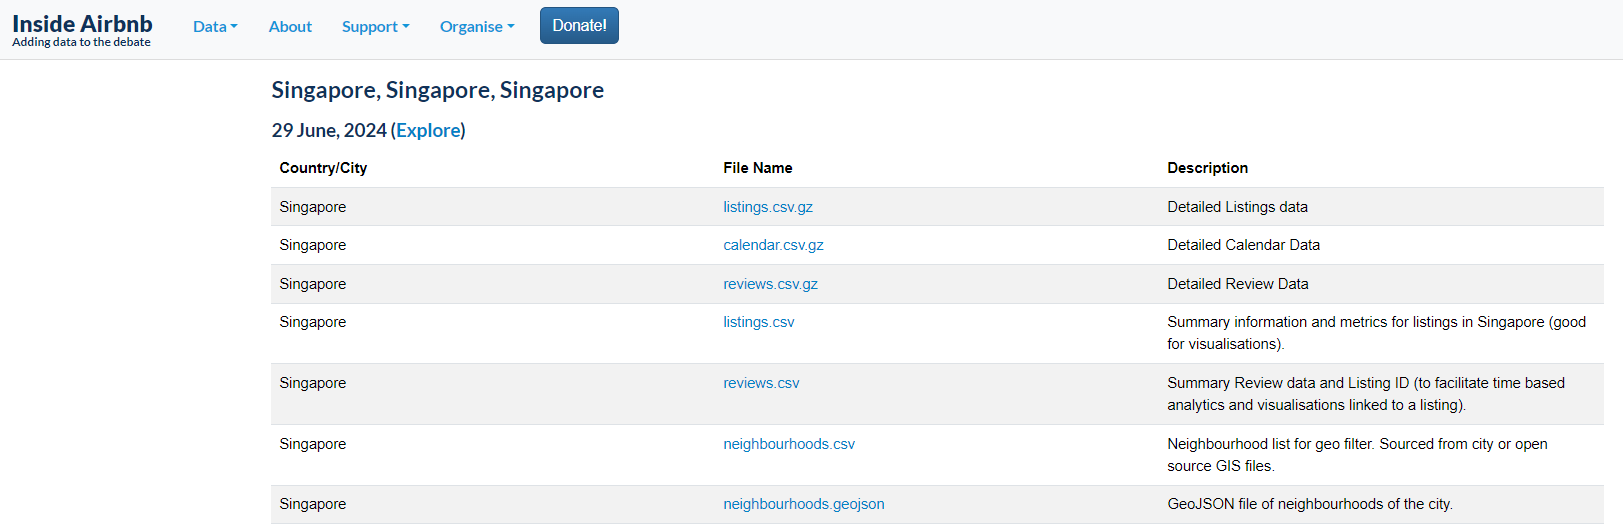 Inside Airbnb
Adding data to the debate
Data
About
Support
Organise
Donate!
Singapore, Singapore, Singapore
29 June, 2024 (Explore)
Country/City File Name Description
Singapore listings.csv.gz Detailed Listings data
Singapore calendar.csv.gz Detailed Calendar Data
Singapore reviews.csv.gz Detailed Review Data
Singapore listings.csv Summary information and metrics for listings in Singapore (good
for visualisations).
Singapore reviews.csv Summary Review data and Listing ID (to facilitate time based
analytics and visualisations linked to a listing).
Singapore neighbourhoods.csv Neighbourhood list for geo filter. Sourced from city or open
source GIS files.
Singapore neighbourhoods.geojson GeoJSON file of neighbourhoods of the city.